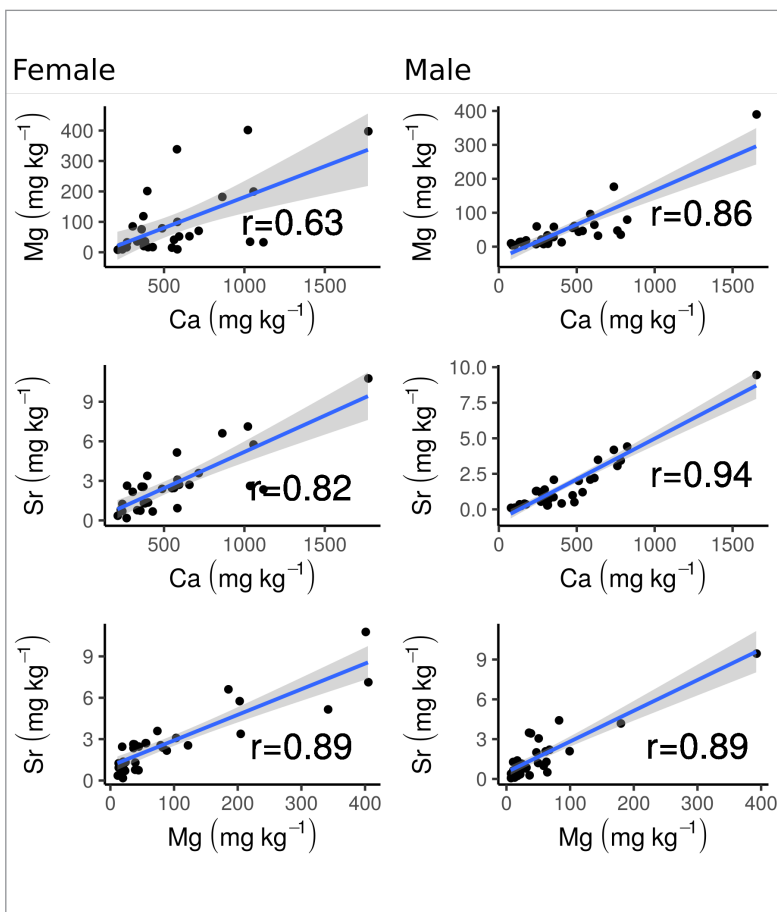 Female Male
Mg (mg kg⁻¹)
400
300
200
100
0
r=0.63
500 1000 1500
Ca (mg kg⁻¹)
Mg (mg kg⁻¹)
400
300
200
100
0
r=0.86
0 500 1000 1500
Ca (mg kg⁻¹)
Sr (mg kg⁻¹)
9
6
3
0
r=0.82
500 1000 1500
Ca (mg kg⁻¹)
Sr (mg kg⁻¹)
10.0
7.5
5.0
2.5
0.0
r=0.94
0 500 1000 1500
Ca (mg kg⁻¹)
Sr (mg kg⁻¹)
9
6
3
0
r=0.89
0 100 200 300 400
Mg (mg kg⁻¹)
Sr (mg kg⁻¹)
9
6
3
0
r=0.89
0 100 200 300 400
Mg (mg kg⁻¹)